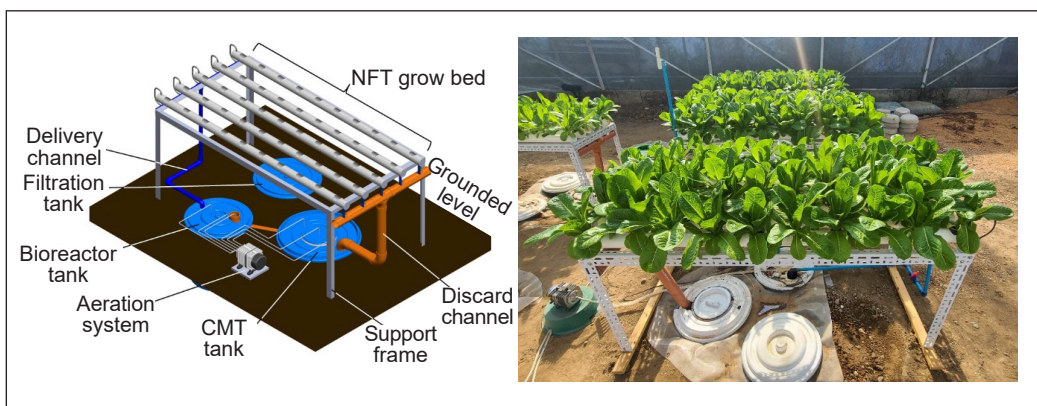 NFT grow bed
Delivery
channel
Filtration
tank
Grounded
level
Bioreactor
tank
Aeration
system
CMT
tank
Support
frame
Discard
channel